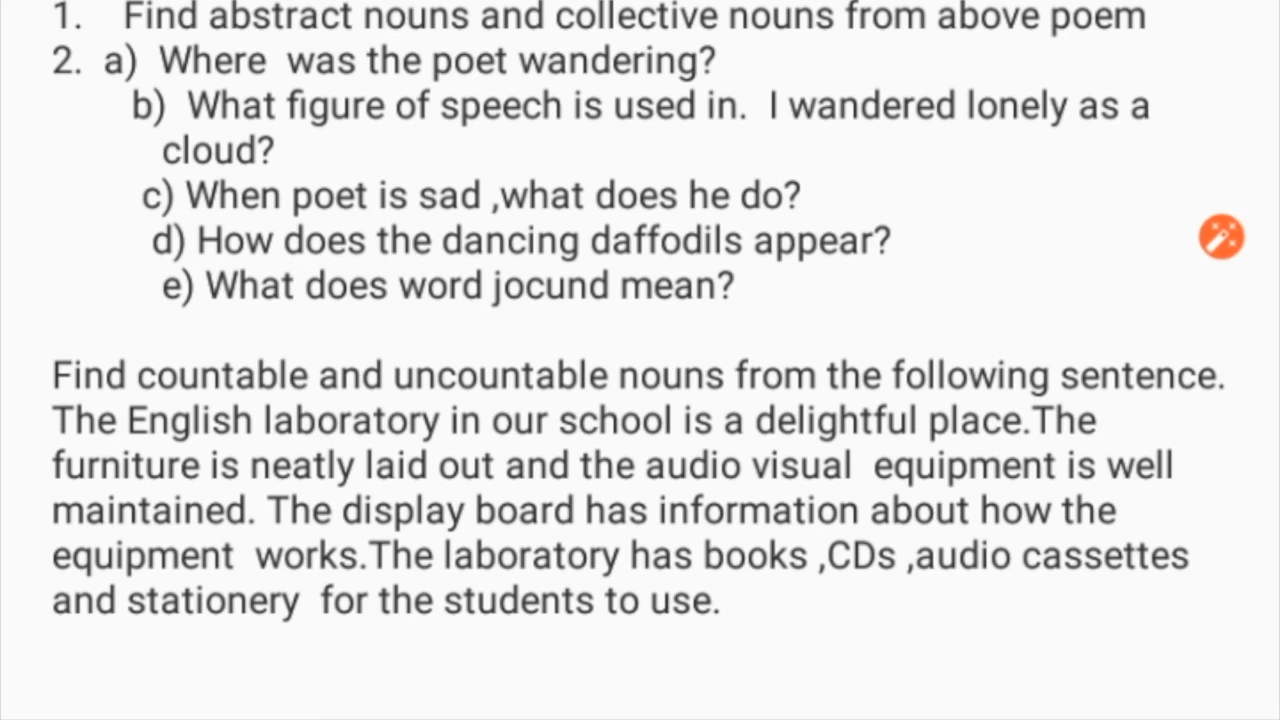 1. Find abstract nouns and collective nouns from above poem
2. a) Where was the poet wandering?
b) What figure of speech is used in. I wandered lonely as a
cloud?
c) When poet is sad ,what does he do?
d) How does the dancing daffodils appear?
e) What does word jocund mean?
Find countable and uncountable nouns from the following sentence.
The English laboratory in our school is a delightful place.The
furniture is neatly laid out and the audio visual equipment is well
maintained. The display board has information about how the
equipment works.The laboratory has books ,CDs ,audio cassettes
and stationery for the students to use.